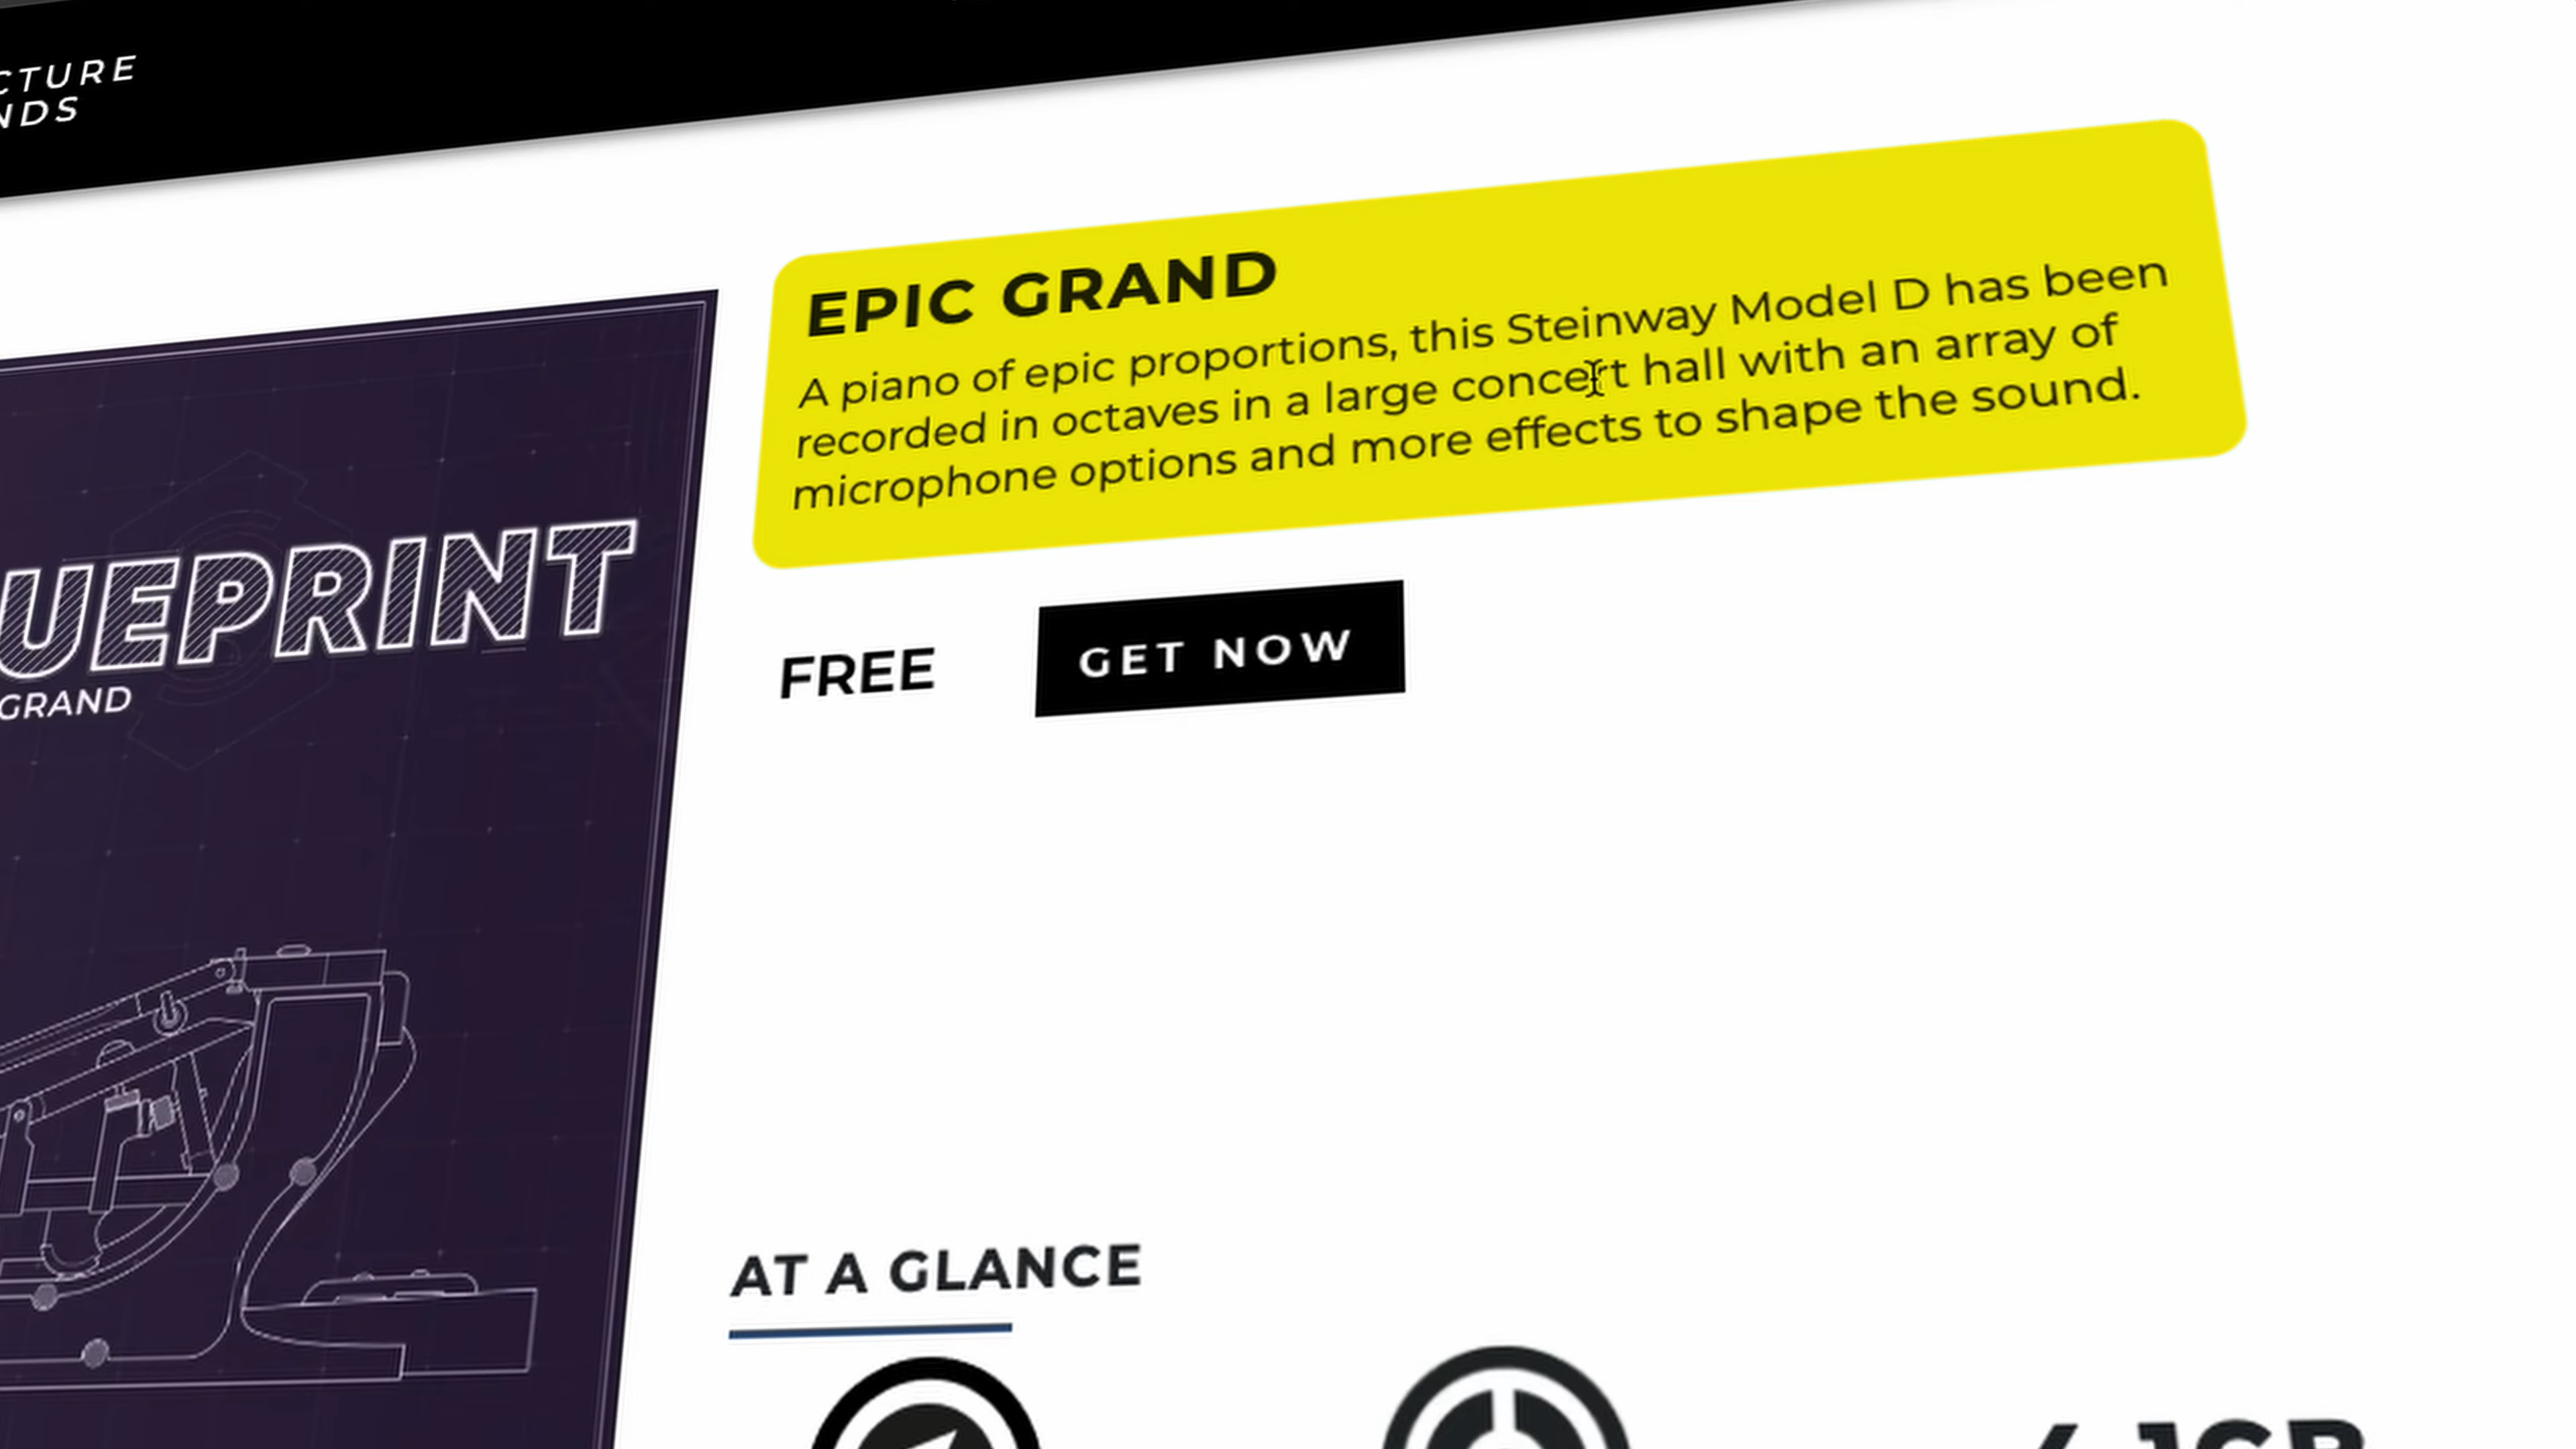 CTURE
NDS
EPIC GRAND
A piano of epic proportions, this Steinway Model D has been
recorded in octaves in a large concert hall with an array of
microphone options and more effects to shape the sound.
UEPRINT
GRAND
FREE
GET NOW
AT A GLANCE